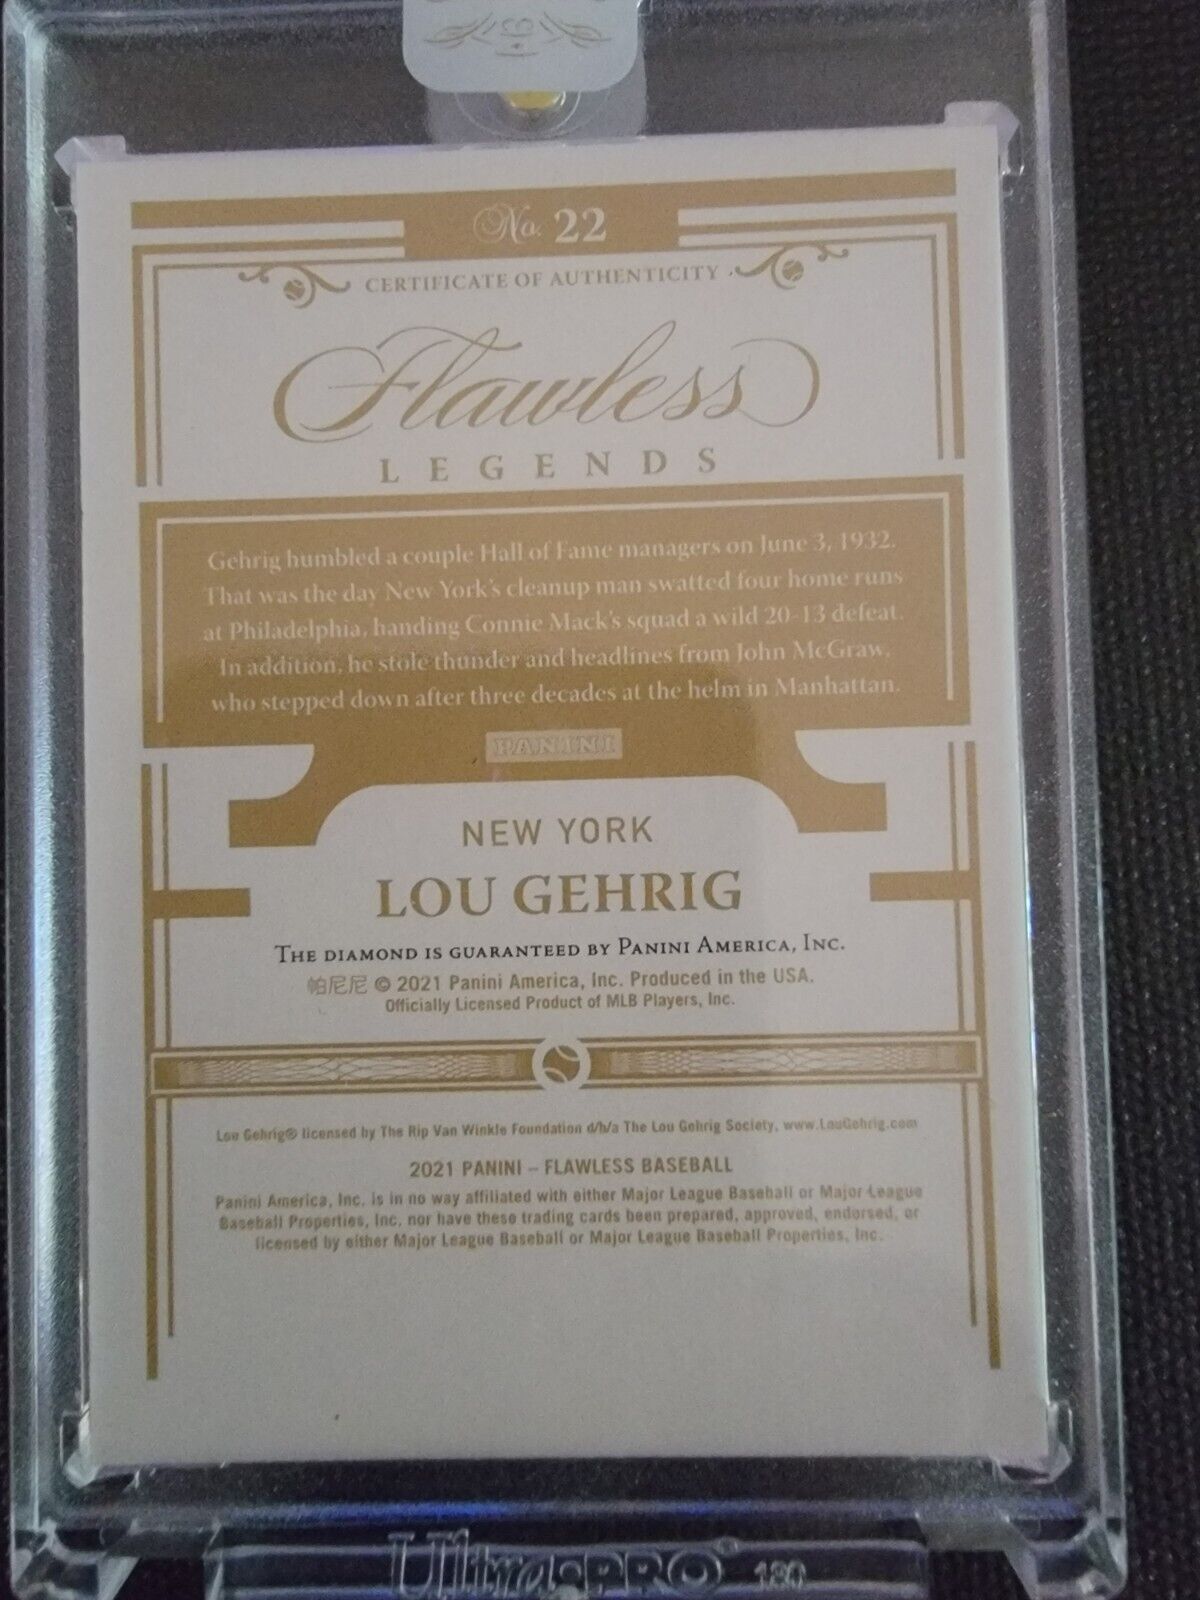 No. 22
CERTIFICATE OF AUTHENTICITY
Flawless
LEGENDS
Gehrig humbled a couple Hall of Fame managers on June 3, 1932.
That was the day New York's cleanup man swatted four home runs
at Philadelphia, handing Connie Mack's squad a wild 20-13 defeat.
In addition, he stole thunder and headlines from John McGraw,
who stepped down after three decades at the helm in Manhattan.
PANINI
NEW YORK
LOU GEHRIG
THE DIAMOND IS GUARANTEED BY PANINI AMERICA, INC.
帕尼尼 © 2021 Panini America, Inc. Produced in the USA.
Officially Licensed Product of MLB Players, Inc.
Lou Gehrig® licensed by The Rip Van Winkle Foundation d/b/a The Lou Gehrig Society, www.LouGehrig.com
2021 PANINI – FLAWLESS BASEBALL
Panini America, Inc. is in no way affiliated with either Major League Baseball or Major League
Baseball Properties, Inc. nor have these trading cards been prepared, approved, endorsed, or
licensed by either Major League Baseball or Major League Baseball Properties, Inc.
Ultra·PRO® 180